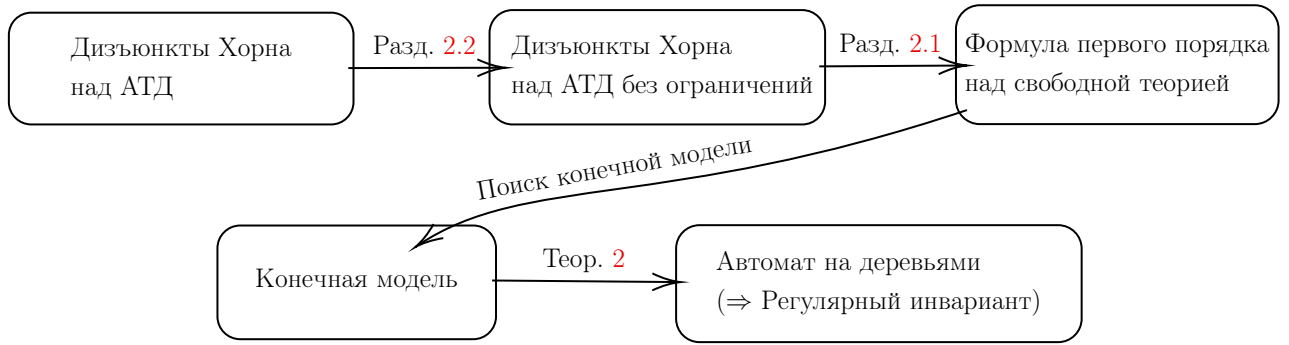 Дизъюнкты Хорна
над АТД
Разд. 2.2
Дизъюнкты Хорна
над АТД без ограничений
Разд. 2.1
Формула первого порядка
над свободной теорией
Поиск конечной модели
Конечная модель
Теор. 2
Автомат на деревьями
(⇒ Регулярный инвариант)